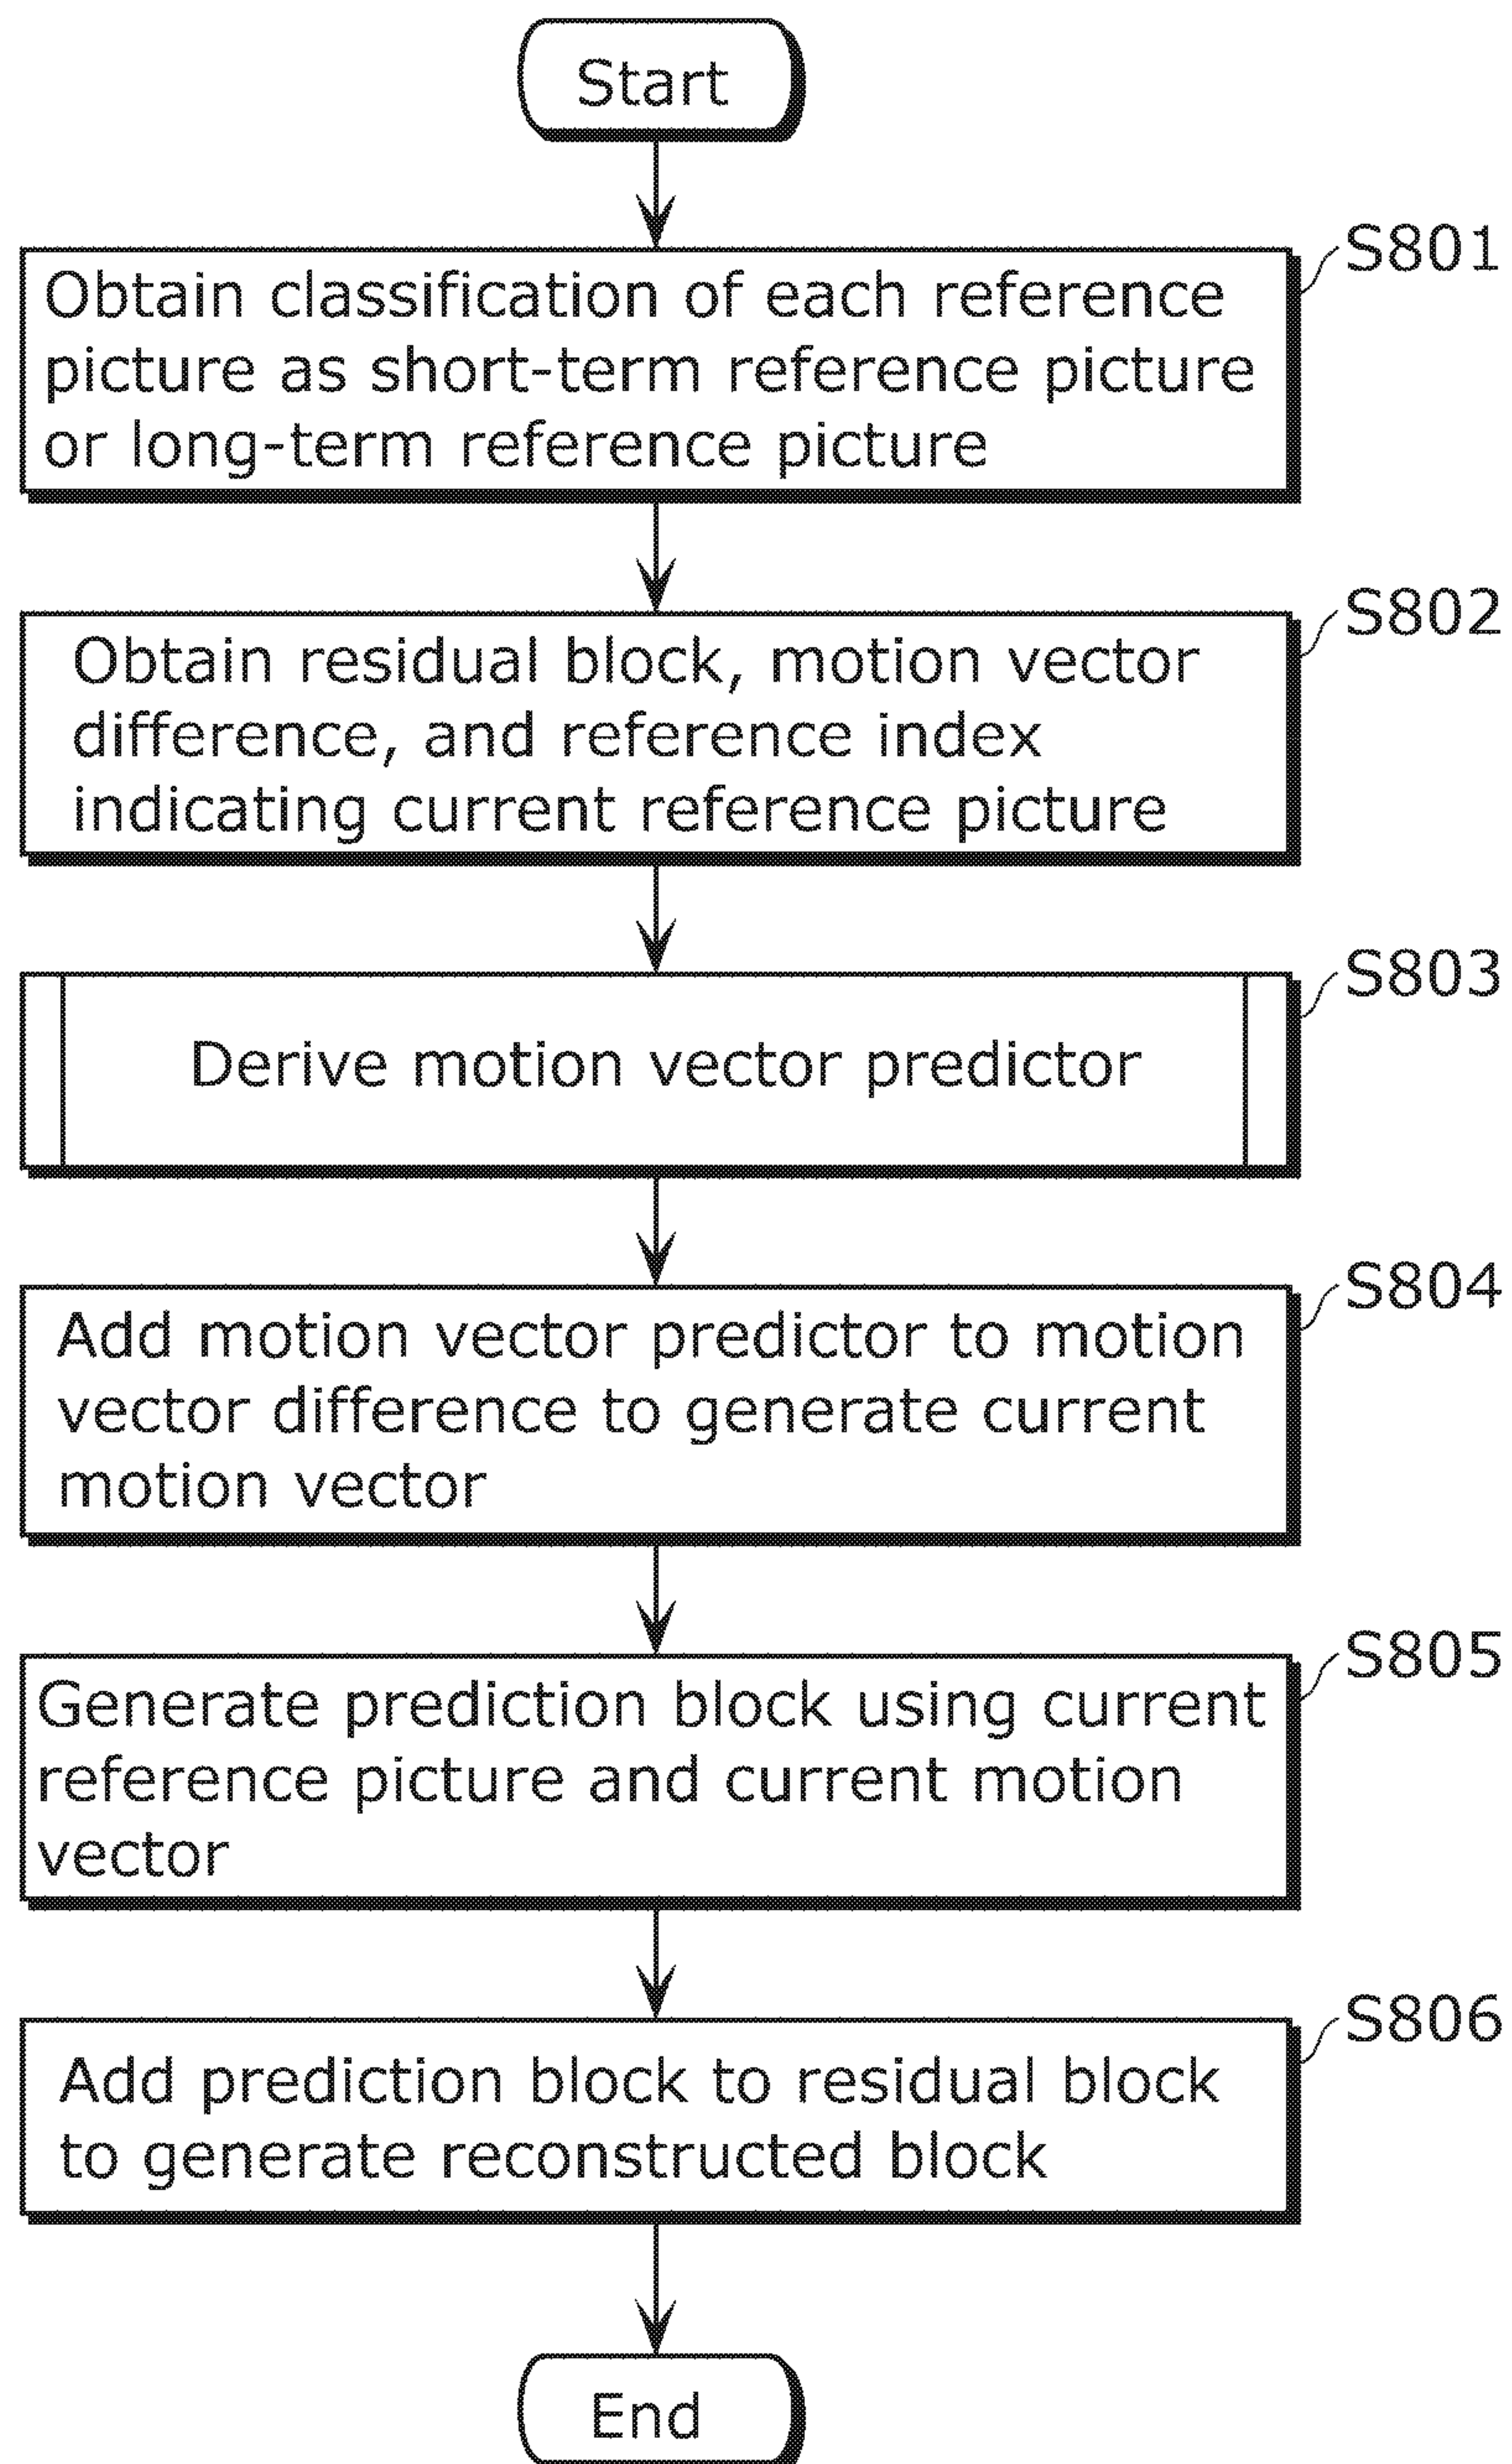 Start
S801
Obtain classification of each reference
picture as short-term reference picture
or long-term reference picture
S802
Obtain residual block, motion vector
difference, and reference index
indicating current reference picture
S803
Derive motion vector predictor
S804
Add motion vector predictor to motion
vector difference to generate current
motion vector
S805
Generate prediction block using current
reference picture and current motion
vector
S806
Add prediction block to residual block
to generate reconstructed block
End